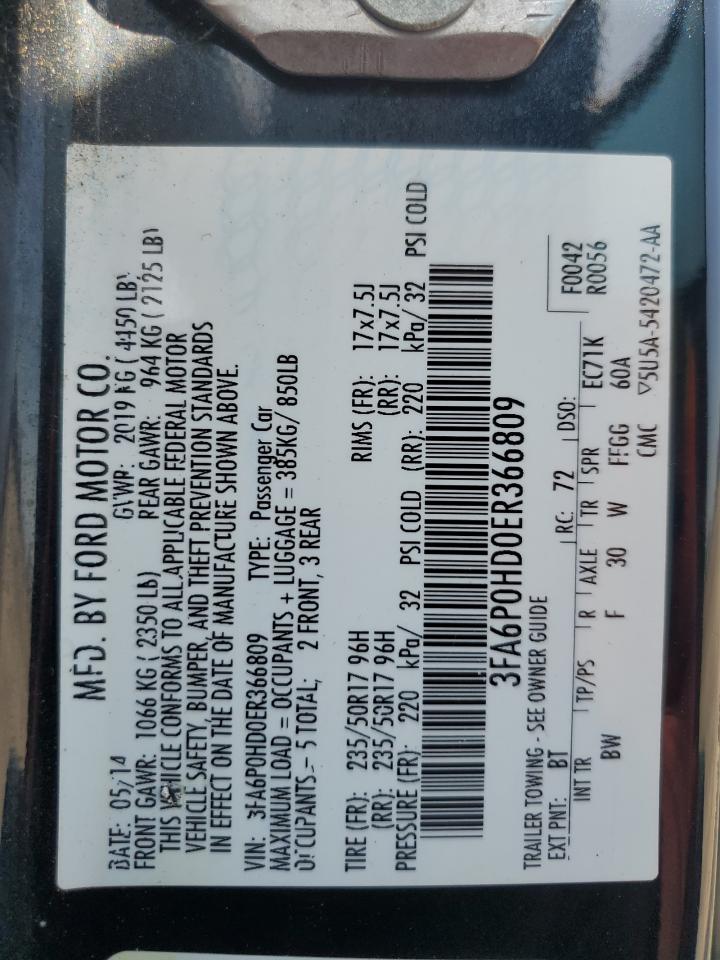 MFD. BY FORD MOTOR CO.
DATE: 05/14 GVWR: 2019 KG ( 4450 LB)
FRONT GAWR: 1066 KG ( 2350 LB) REAR GAWR: 964 KG ( 2125 LB)
THIS VEHICLE CONFORMS TO ALL APPLICABLE FEDERAL MOTOR
VEHICLE SAFETY, BUMPER, AND THEFT PREVENTION STANDARDS
IN EFFECT ON THE DATE OF MANUFACTURE SHOWN ABOVE.
VIN: 3FA6P0HD0ER366809 TYPE: Passenger Car
MAXIMUM LOAD = OCCUPANTS + LUGGAGE = 385KG/ 850LB
OCCUPANTS = 5 TOTAL; 2 FRONT, 3 REAR
TIRE (FR): 235/50R17 96H RIMS (FR): 17x7.5J
(RR): 235/50R17 96H (RR): 17x7.5J
PRESSURE (FR): 220 kPa/ 32 PSI COLD (RR): 220 kPa/ 32 PSI COLD
3FA6P0HD0ER366809
TRAILER TOWING - SEE OWNER GUIDE F0042
EXT PNT: BT RC: 72 DSO: R0056
INT TR TP/PS R AXLE TR SPR EC71K
BW F 30 W FFGG 60A
CMC ▽5U5A-5420472-AA